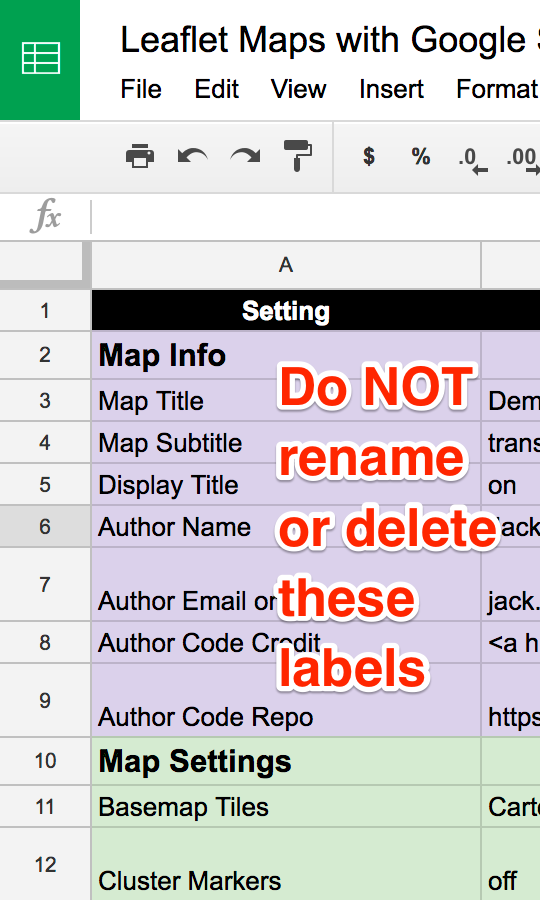 Leaflet Maps with Google
File Edit View Insert Format
$ % .0 .00
fx
A
1 Setting
2 Map Info
3 Map Title Dem
4 Map Subtitle trans
5 Display Title on
6 Author Name jack
7 Author Email or jack.
8 Author Code Credit <a h
9 Author Code Repo https
10 Map Settings
11 Basemap Tiles Carto
12 Cluster Markers off
Do NOT
rename
or delete
these
labels